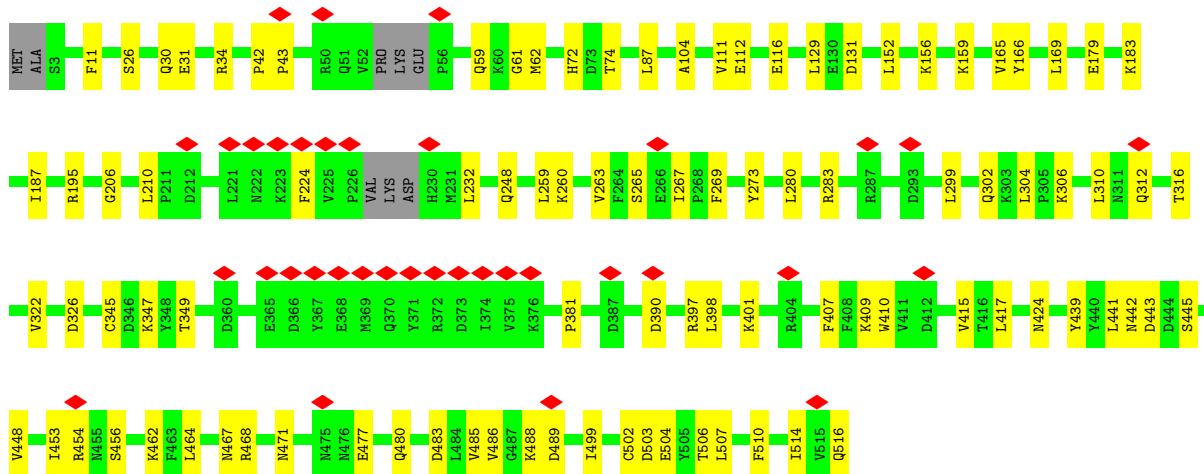 MET ALA S3 F11 S26 Q30 E31 R34 P42 P43 R50 Q51 V52 PRO LYS GLU P56 Q59 K60 G61 M62 H72 D73 T74 L87 A104 V111 E112 E116 L129 E130 D131 L152 K156 K159 V165 Y166 L169 E179 K183
I187 R195 G206 L210 P211 D212 L221 N222 K223 F224 V225 P226 VAL LYS ASP H230 M231 L232 Q248 L259 K260 V263 F264 S265 E266 I267 P268 F269 Y273 L280 R283 R287 D293 L299 Q302 K303 L304 P305 K306 L310 N311 Q312 T316
V322 D326 C345 D346 K347 Y348 T349 D360 E365 D366 Y367 E368 M369 Q370 Y371 R372 D373 I374 V375 K376 P381 D387 D390 R397 L398 K401 R404 F407 F408 K409 W410 V411 D412 V415 T416 L417 N424 Y439 Y440 L441 N442 D443 D444 S445
V448 I453 R454 N455 S456 K462 F463 L464 N467 R468 N471 N475 N476 E477 Q480 D483 L484 V485 V486 G487 K488 D489 I499 C502 D503 E504 Y505 T506 L507 F510 I514 V515 Q516